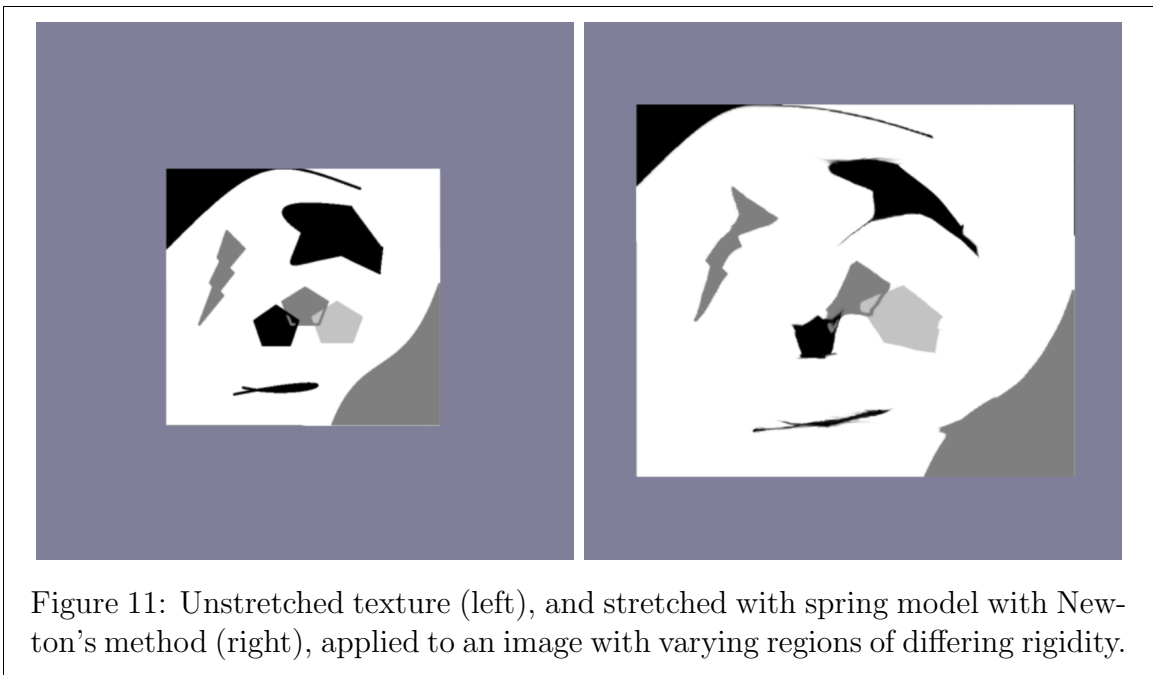 Figure 11: Unstretched texture (left), and stretched with spring model with New-
ton's method (right), applied to an image with varying regions of differing rigidity.